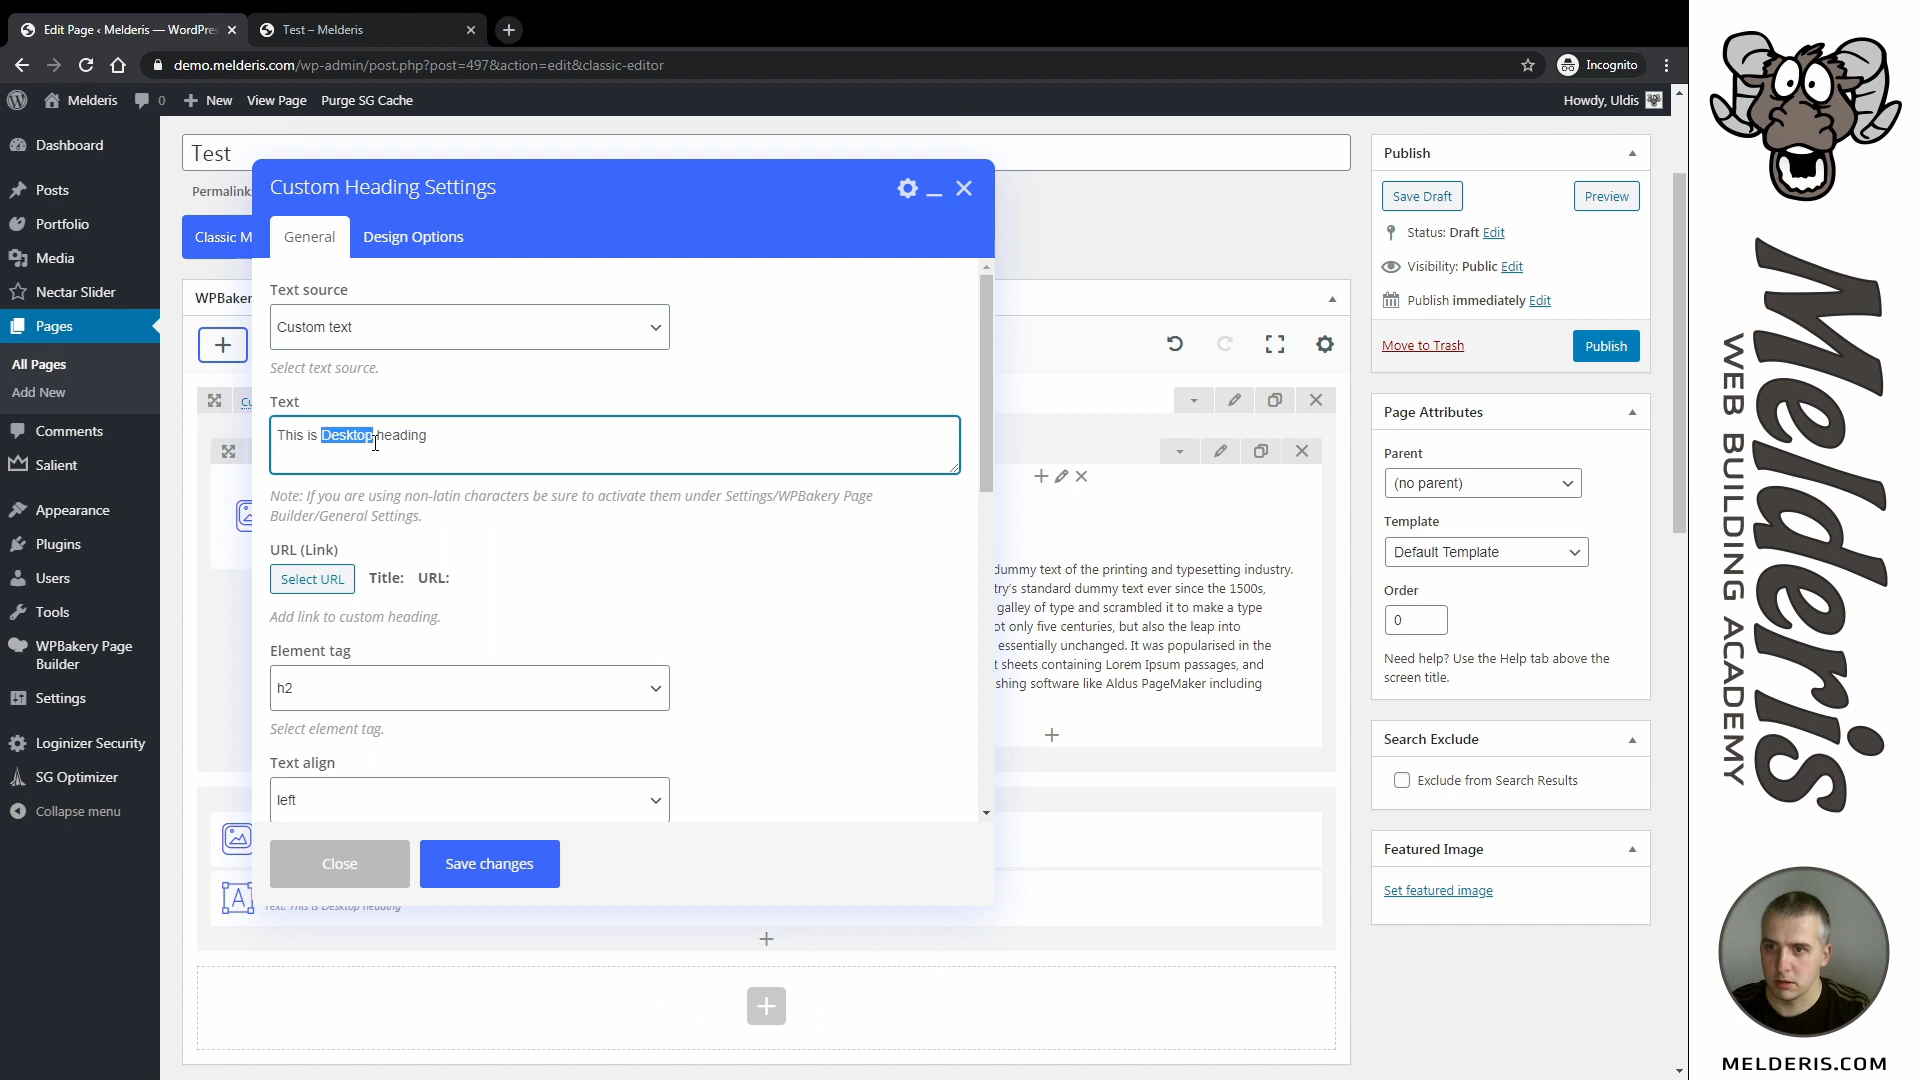 Edit Page ‹ Melderis — WordPres
Test – Melderis
demo.melderis.com/wp-admin/post.php?post=497&action=edit&classic-editor
Incognito
Melderis
0
New
View Page
Purge SG Cache
Howdy, Uldis
Dashboard
Posts
Portfolio
Media
Nectar Slider
Pages
All Pages
Add New
Comments
Salient
Appearance
Plugins
Users
Tools
WPBakery Page
Builder
Settings
Loginizer Security
SG Optimizer
Collapse menu
Test
Permalink
Classic M
WPBaker
Cu
Custom Heading Settings
General
Design Options
Text source
Custom text
Select text source.
Text
This is Desktop heading
Note: If you are using non-latin characters be sure to activate them under Settings/WPBakery Page
Builder/General Settings.
URL (Link)
Select URL
Title:
URL:
Add link to custom heading.
Element tag
h2
Select element tag.
Text align
left
Close
Save changes
Text: This is Desktop heading
dummy text of the printing and typesetting industry.
try's standard dummy text ever since the 1500s,
galley of type and scrambled it to make a type
ot only five centuries, but also the leap into
essentially unchanged. It was popularised in the
t sheets containing Lorem Ipsum passages, and
shing software like Aldus PageMaker including
Publish
Save Draft
Preview
Status: Draft Edit
Visibility: Public Edit
Publish immediately Edit
Move to Trash
Publish
Page Attributes
Parent
(no parent)
Template
Default Template
Order
0
Need help? Use the Help tab above the
screen title.
Search Exclude
Exclude from Search Results
Featured Image
Set featured image
Melderis
WEB BUILDING ACADEMY
MELDERIS.COM